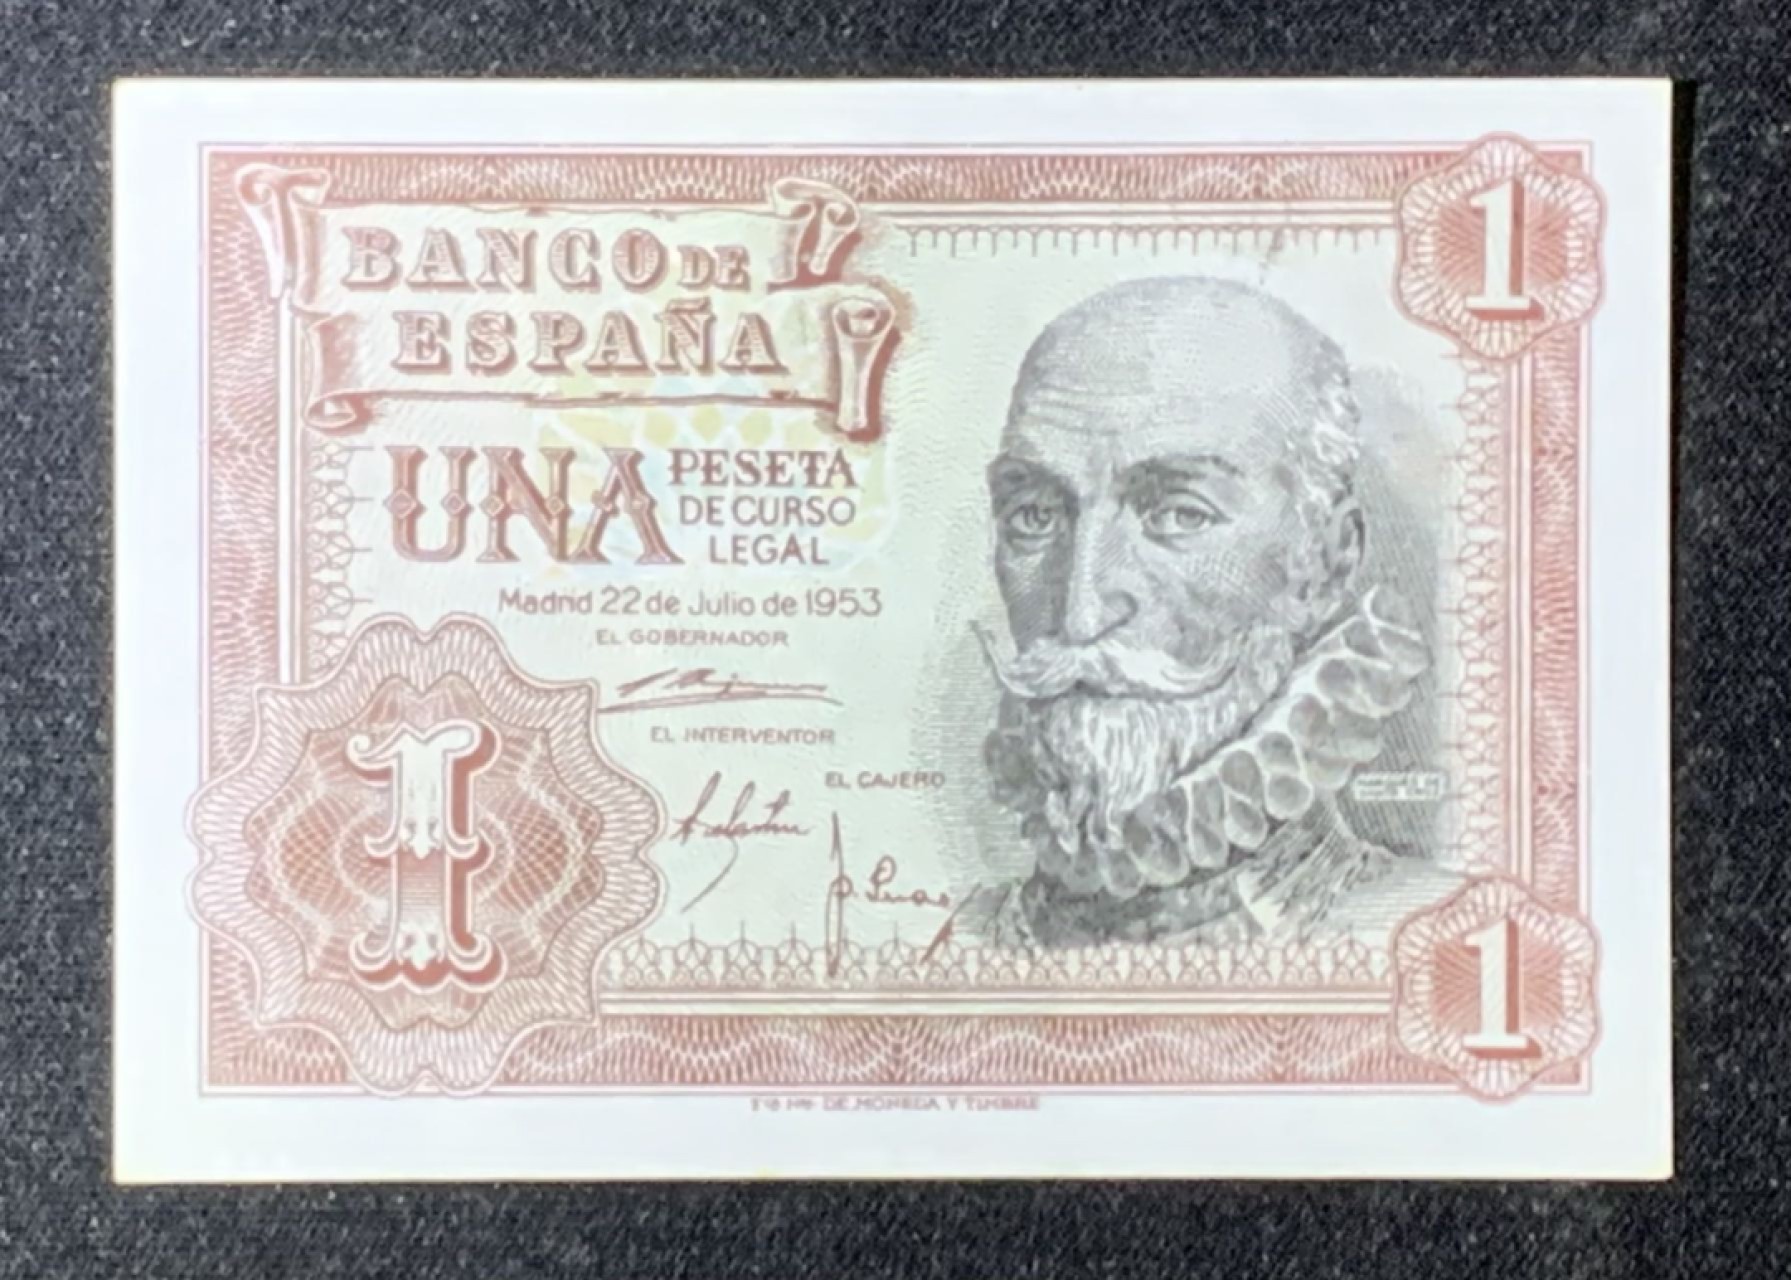 BANCO DE
ESPAÑA
1
UNA PESETA
DE CURSO
LEGAL
Madrid 22 de Julio de 1953
EL GOBERNADOR
EL INTERVENTOR
EL CAJERO
1
1
DE MONEDA Y TIMBRE